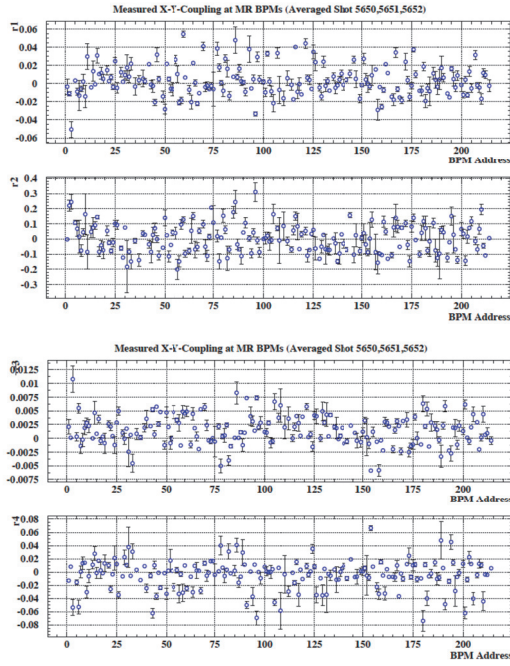 Measured X-Y-Coupling at MR BPMs (Averaged Slot 5650,5651,5652)
r1
0.06
0.04
0.02
0
-0.02
-0.04
-0.06
0 25 50 75 100 125 150 175 200
BPM Address
r2
0.4
0.3
0.2
0.1
0
-0.1
-0.2
-0.3
0 25 50 75 100 125 150 175 200
BPM Address
Measured X-Y-Coupling at MR BPMs (Averaged Slot 5650,5651,5652)
r3
0.0125
0.01
0.0075
0.005
0.0025
0
-0.0025
-0.005
-0.0075
0 25 50 75 100 125 150 175 200
BPM Address
r4
0.08
0.06
0.04
0.02
0
-0.02
-0.04
-0.06
-0.08
0 25 50 75 100 125 150 175 200
BPM Address